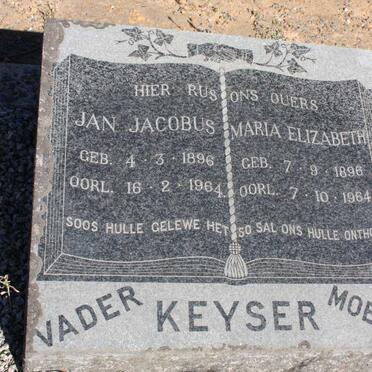 HIER RUS ONS OUERS
JAN JACOBUS
GEB. 4-3-1896
OORL. 16-2-1964
MARIA ELIZABETH
GEB. 7-9-1896
OORL. 7-10-1964
SOOS HULLE GELEWE HET SO SAL ONS HULLE ONTHO
VADER KEYSER MOE